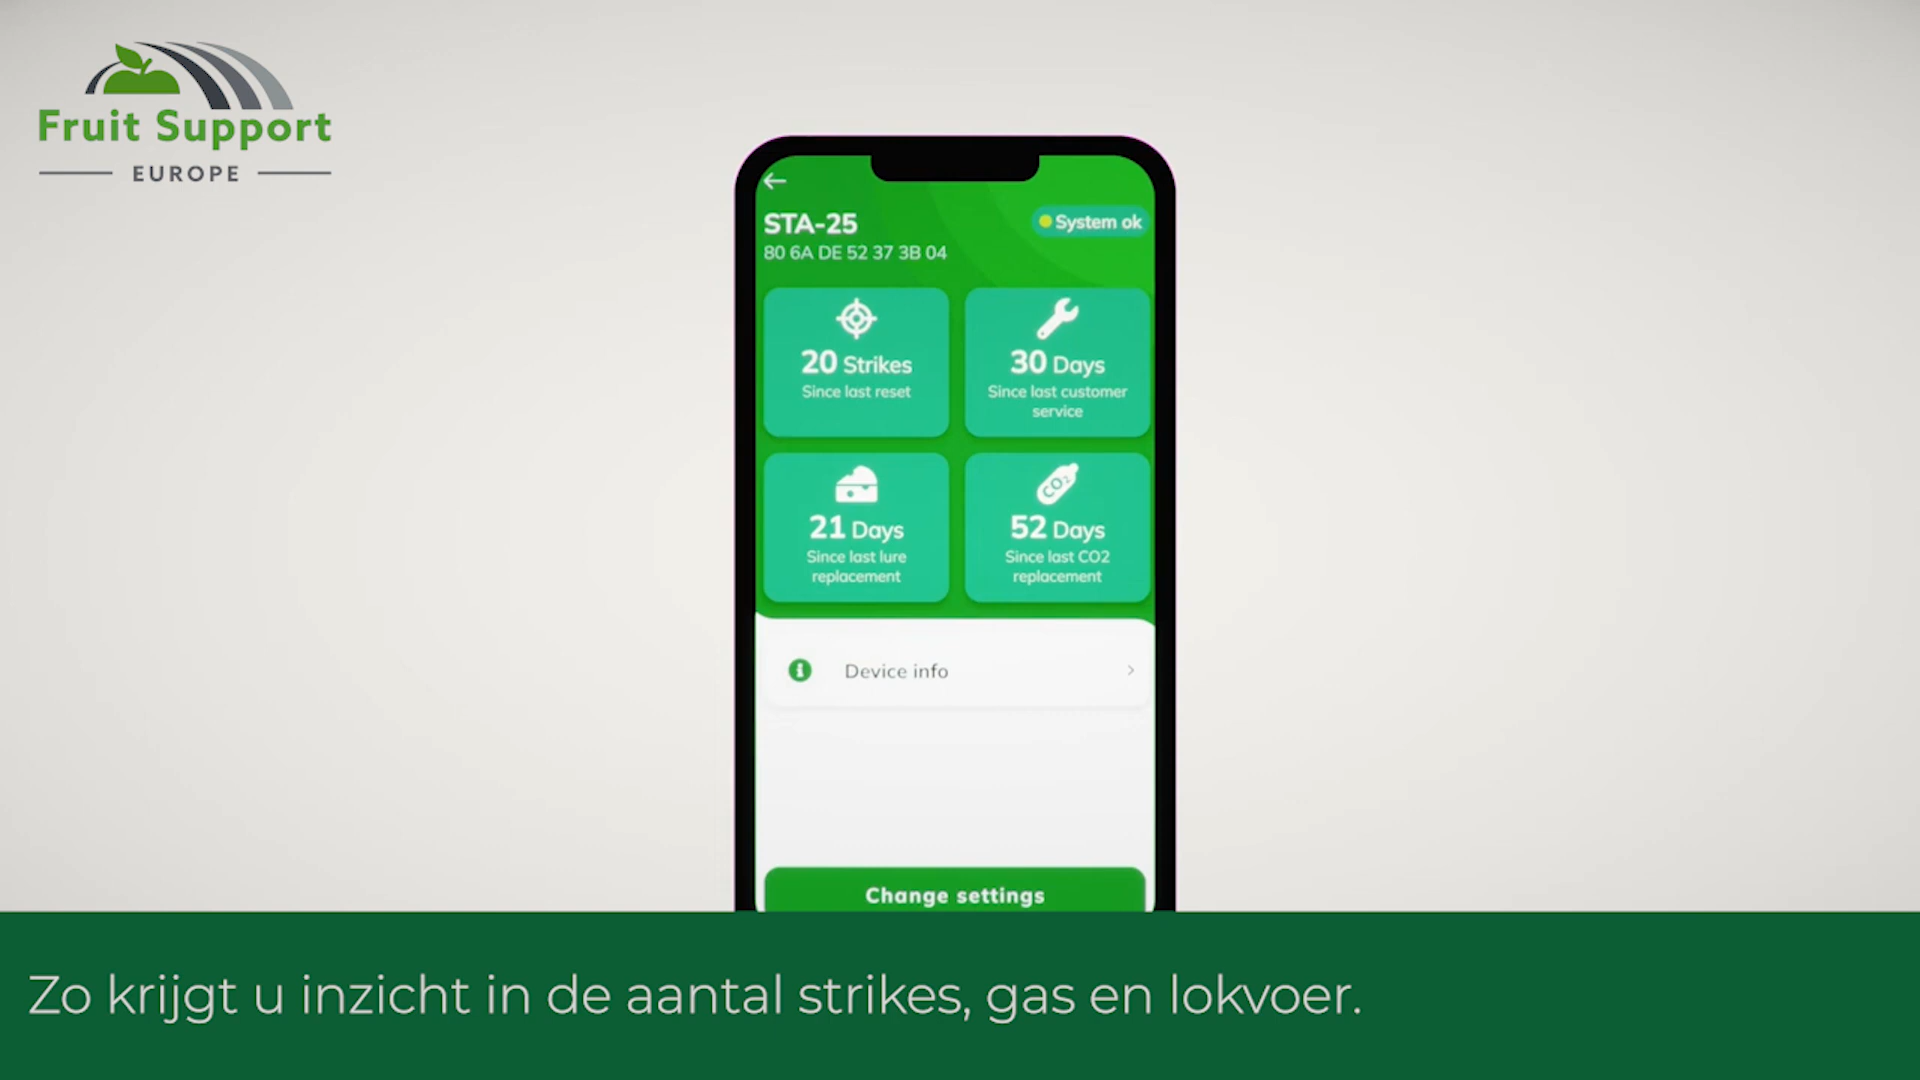 Fruit Support
EUROPE
STA-25
System ok
80 6A DE 52 37 3B 04
20 Strikes
Since last reset
30 Days
Since last customer
service
21 Days
Since last lure
replacement
CO2
52 Days
Since last CO2
replacement
Device info
Change settings
Zo krijgt u inzicht in de aantal strikes, gas en lokvoer.